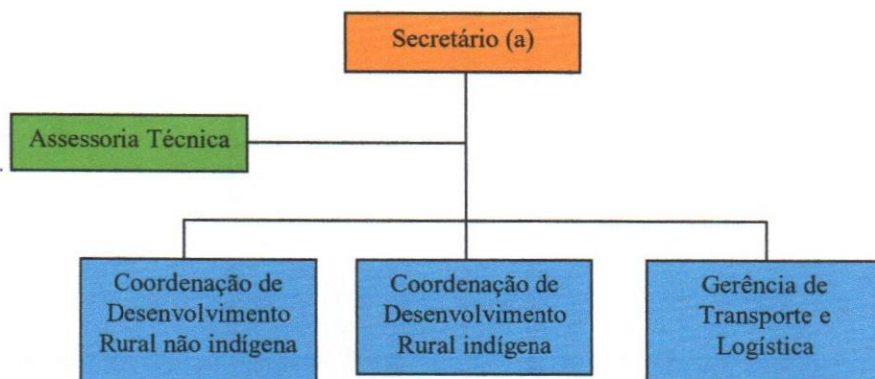 Secretário (a)
Assessoria Técnica
Coordenação de
Desenvolvimento
Rural não indígena
Coordenação de
Desenvolvimento
Rural indígena
Gerência de
Transporte e
Logística